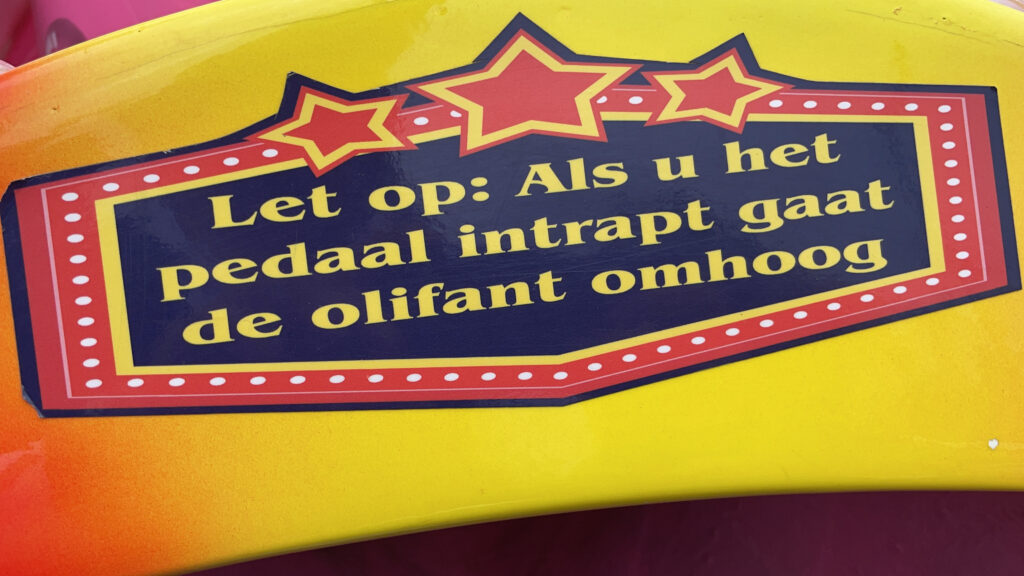 Let op: Als u het
pedaal intrapt gaat
de olifant omhoog